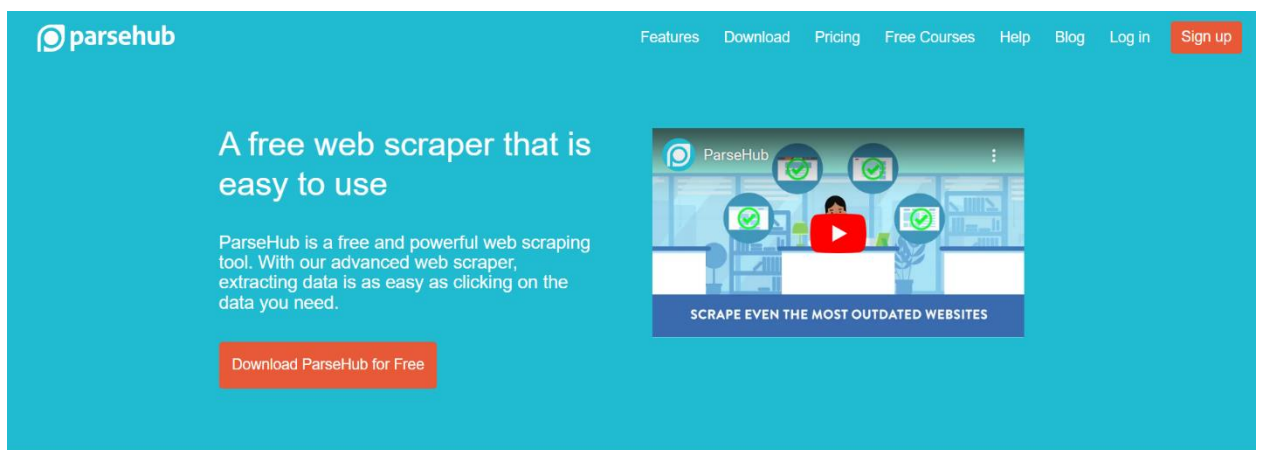 parsehub
Features Download Pricing Free Courses Help Blog Log in Sign up
A free web scraper that is
easy to use
ParseHub is a free and powerful web scraping
tool. With our advanced web scraper,
extracting data is as easy as clicking on the
data you need.
Download ParseHub for Free
ParseHub
SCRAPE EVEN THE MOST OUTDATED WEBSITES